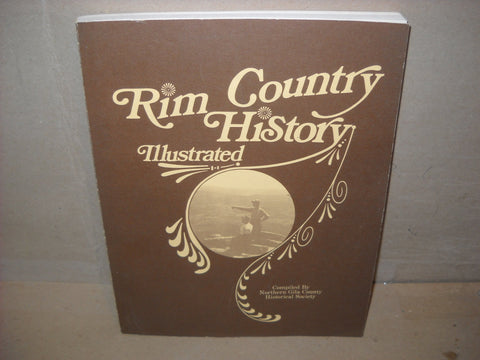 Rim Country
History
Illustrated
Compiled By
Northern Gila County
Historical Society